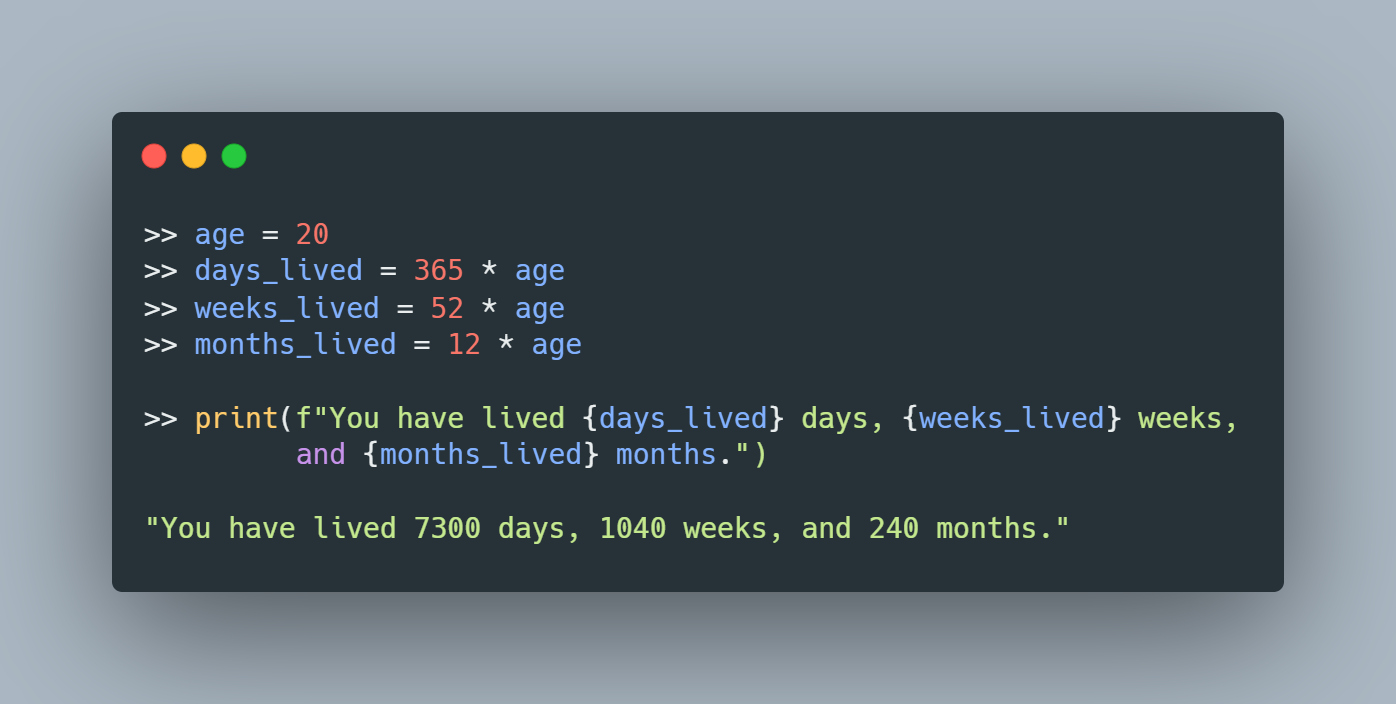 >> age = 20
>> days_lived = 365 * age
>> weeks_lived = 52 * age
>> months_lived = 12 * age
>> print(f"You have lived {days_lived} days, {weeks_lived} weeks,
and {months_lived} months.")
"You have lived 7300 days, 1040 weeks, and 240 months."